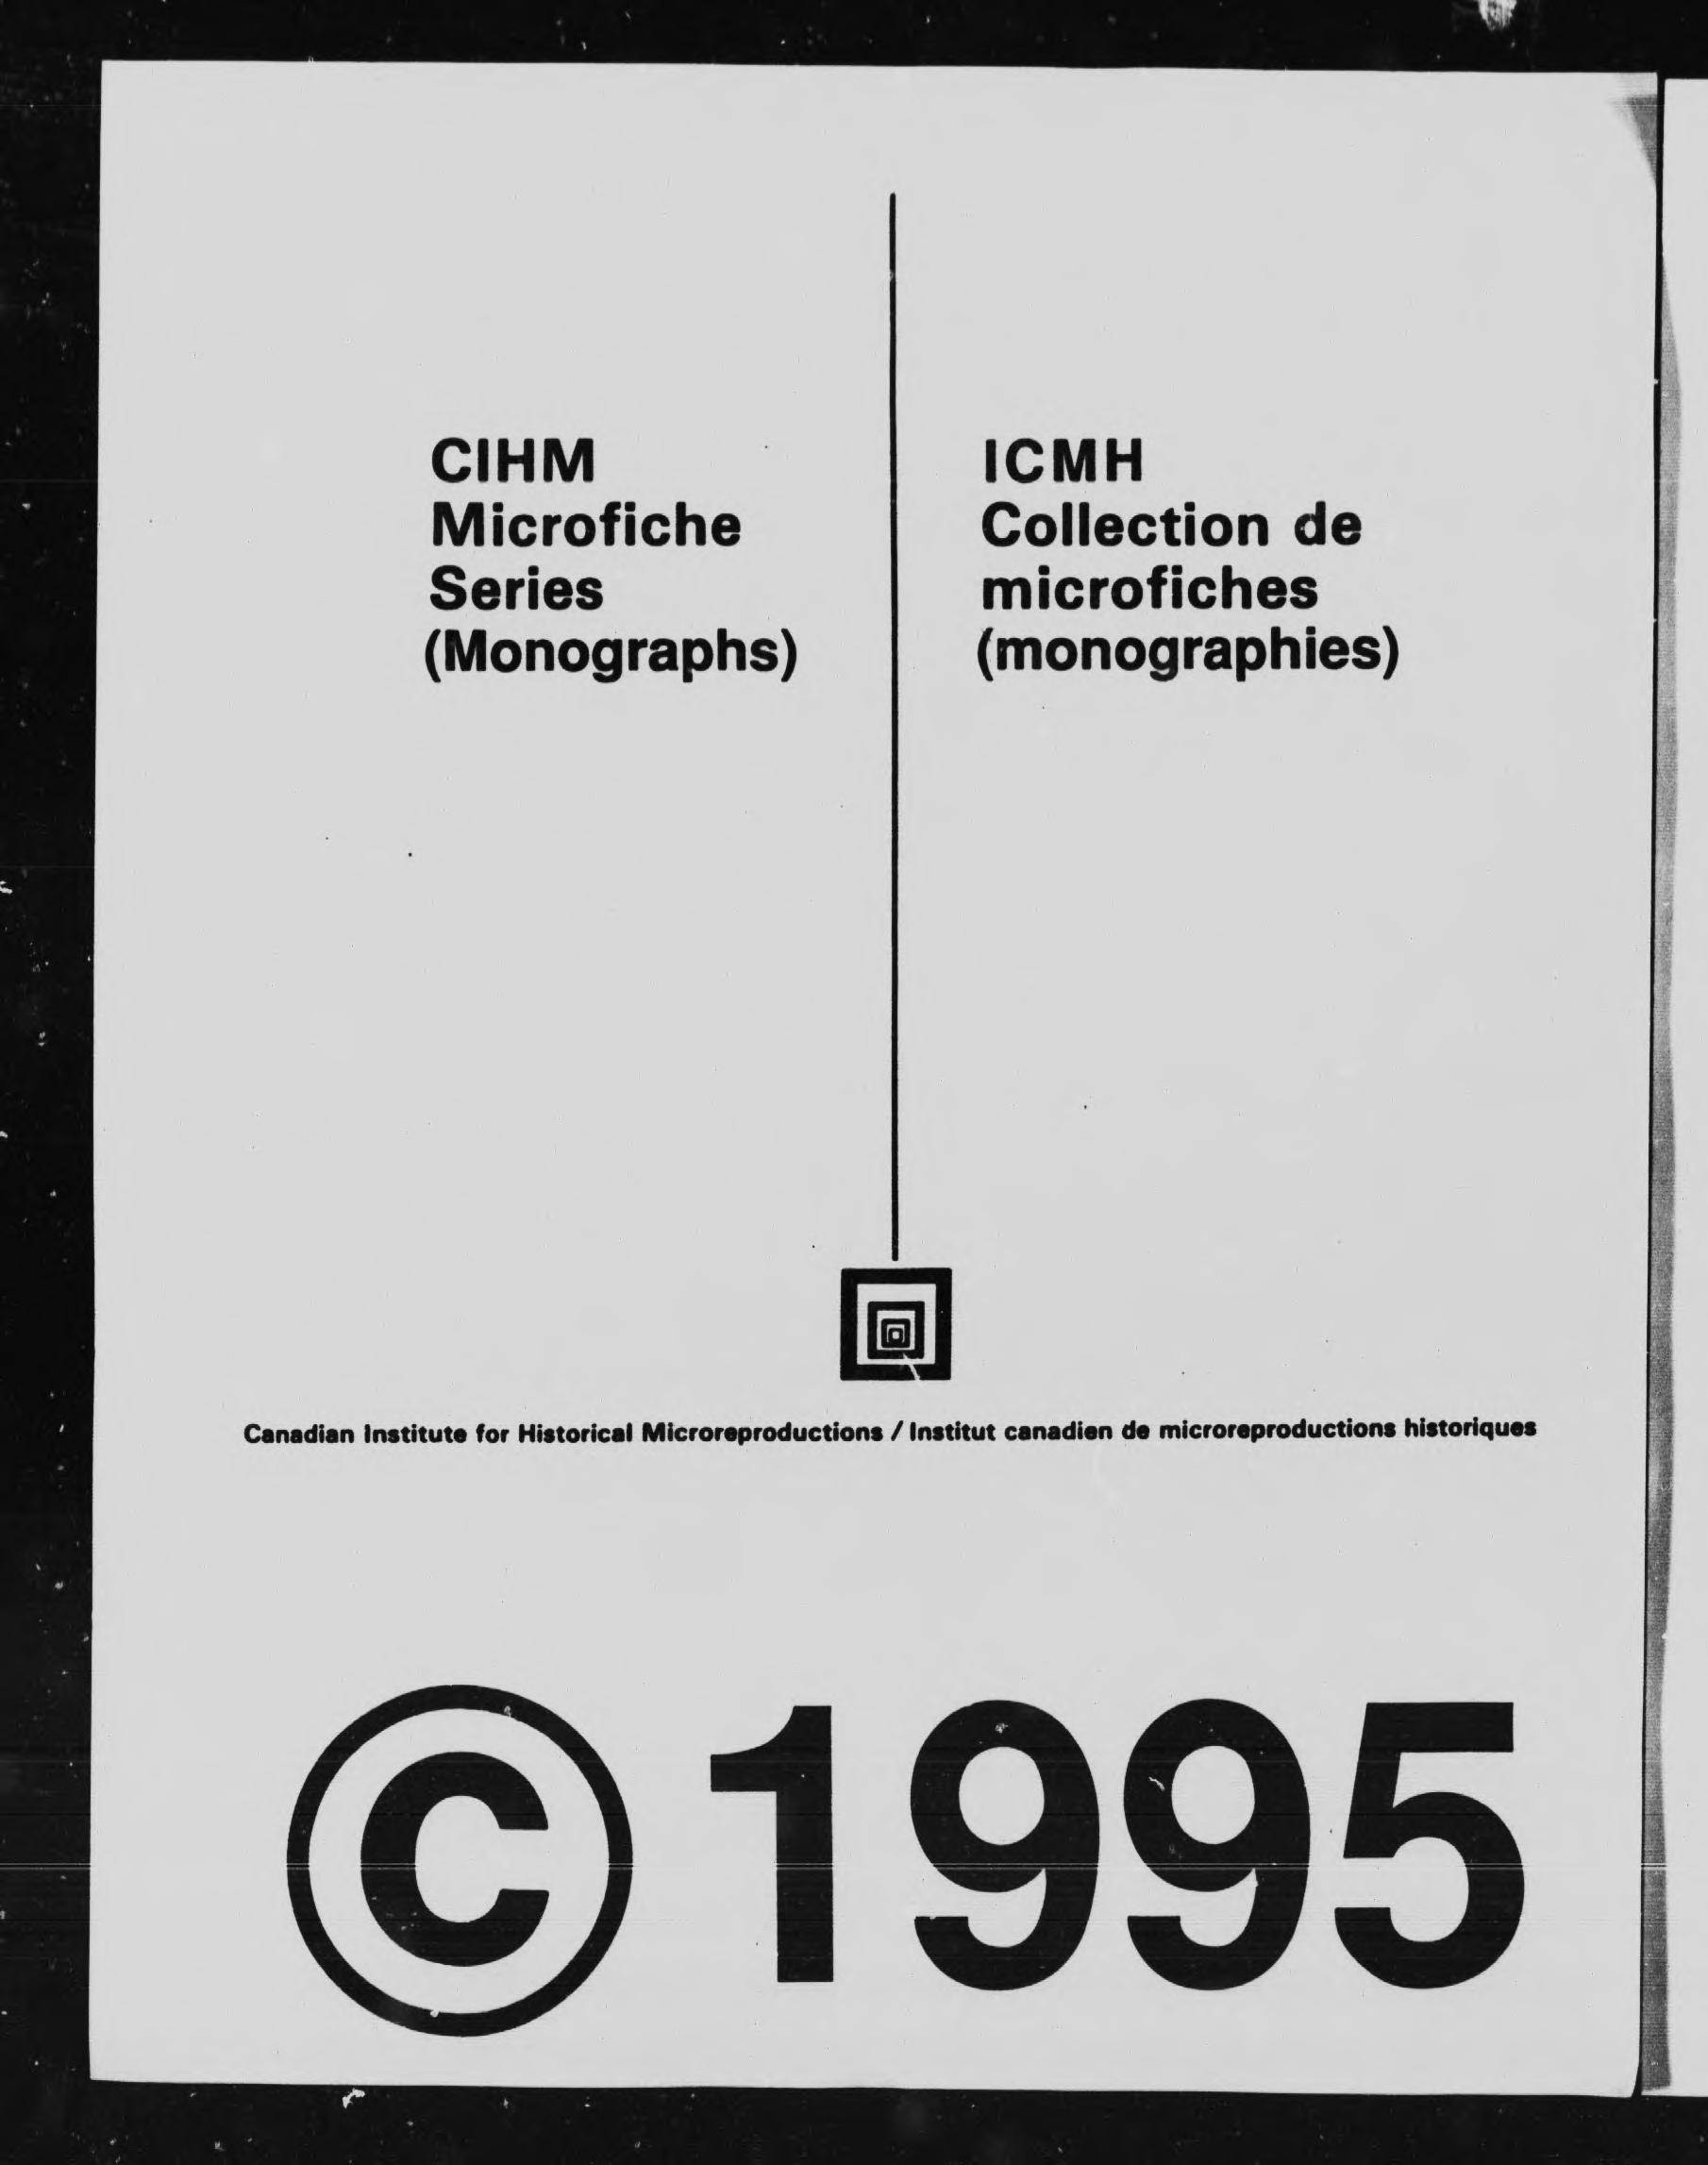 CIHM
Microfiche
Series
(Monographs)
ICMH
Collection de
microfiches
(monographies)
Canadian Institute for Historical Microreproductions / Institut canadien de microreproductions historiques
© 1995